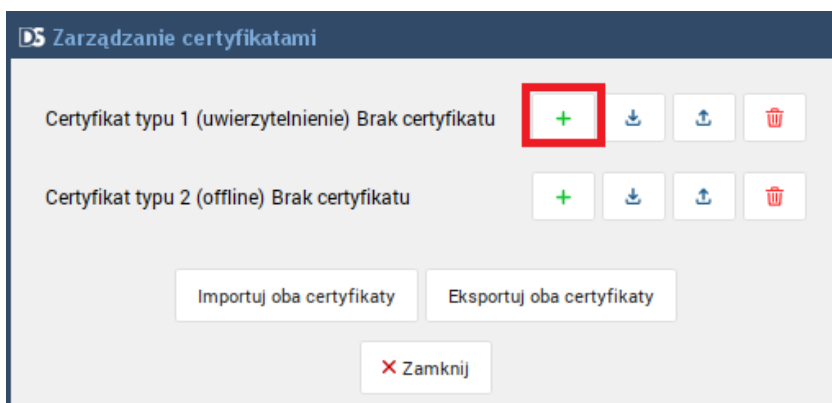 DS Zarządzanie certyfikatami
Certyfikat typu 1 (uwierzytelnienie) Brak certyfikatu
Certyfikat typu 2 (offline) Brak certyfikatu
Importuj oba certyfikaty Eksportuj oba certyfikaty
Zamknij